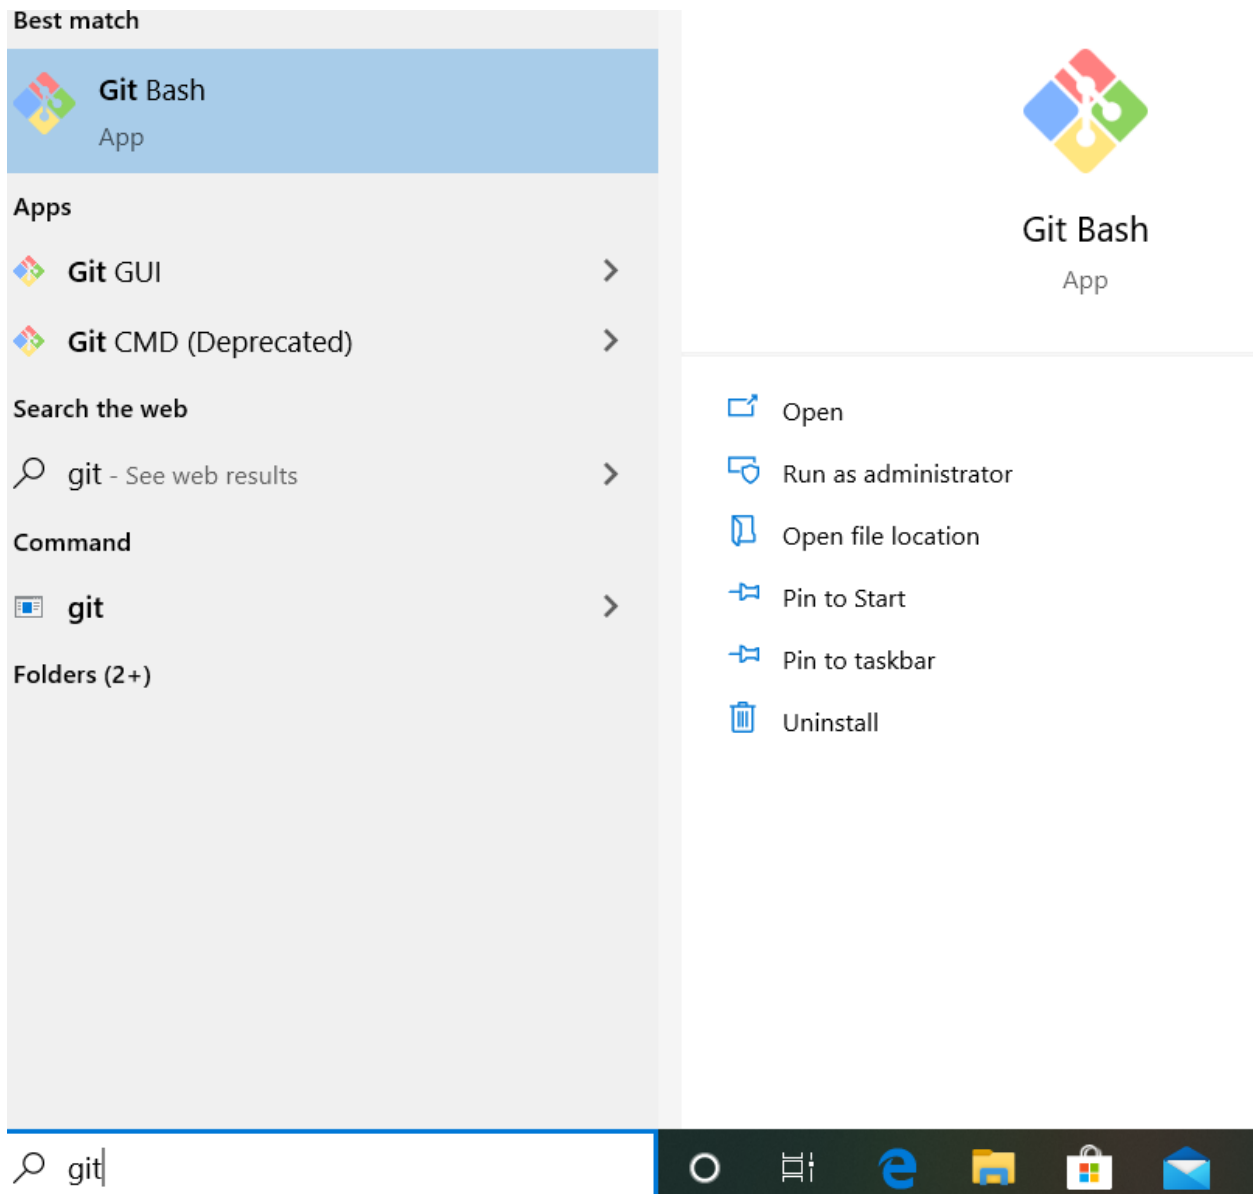 Best match
Git Bash
App
Apps
Git GUI
Git CMD (Deprecated)
Search the web
git - See web results
Command
git
Folders (2+)
git
Git Bash
App
Open
Run as administrator
Open file location
Pin to Start
Pin to taskbar
Uninstall